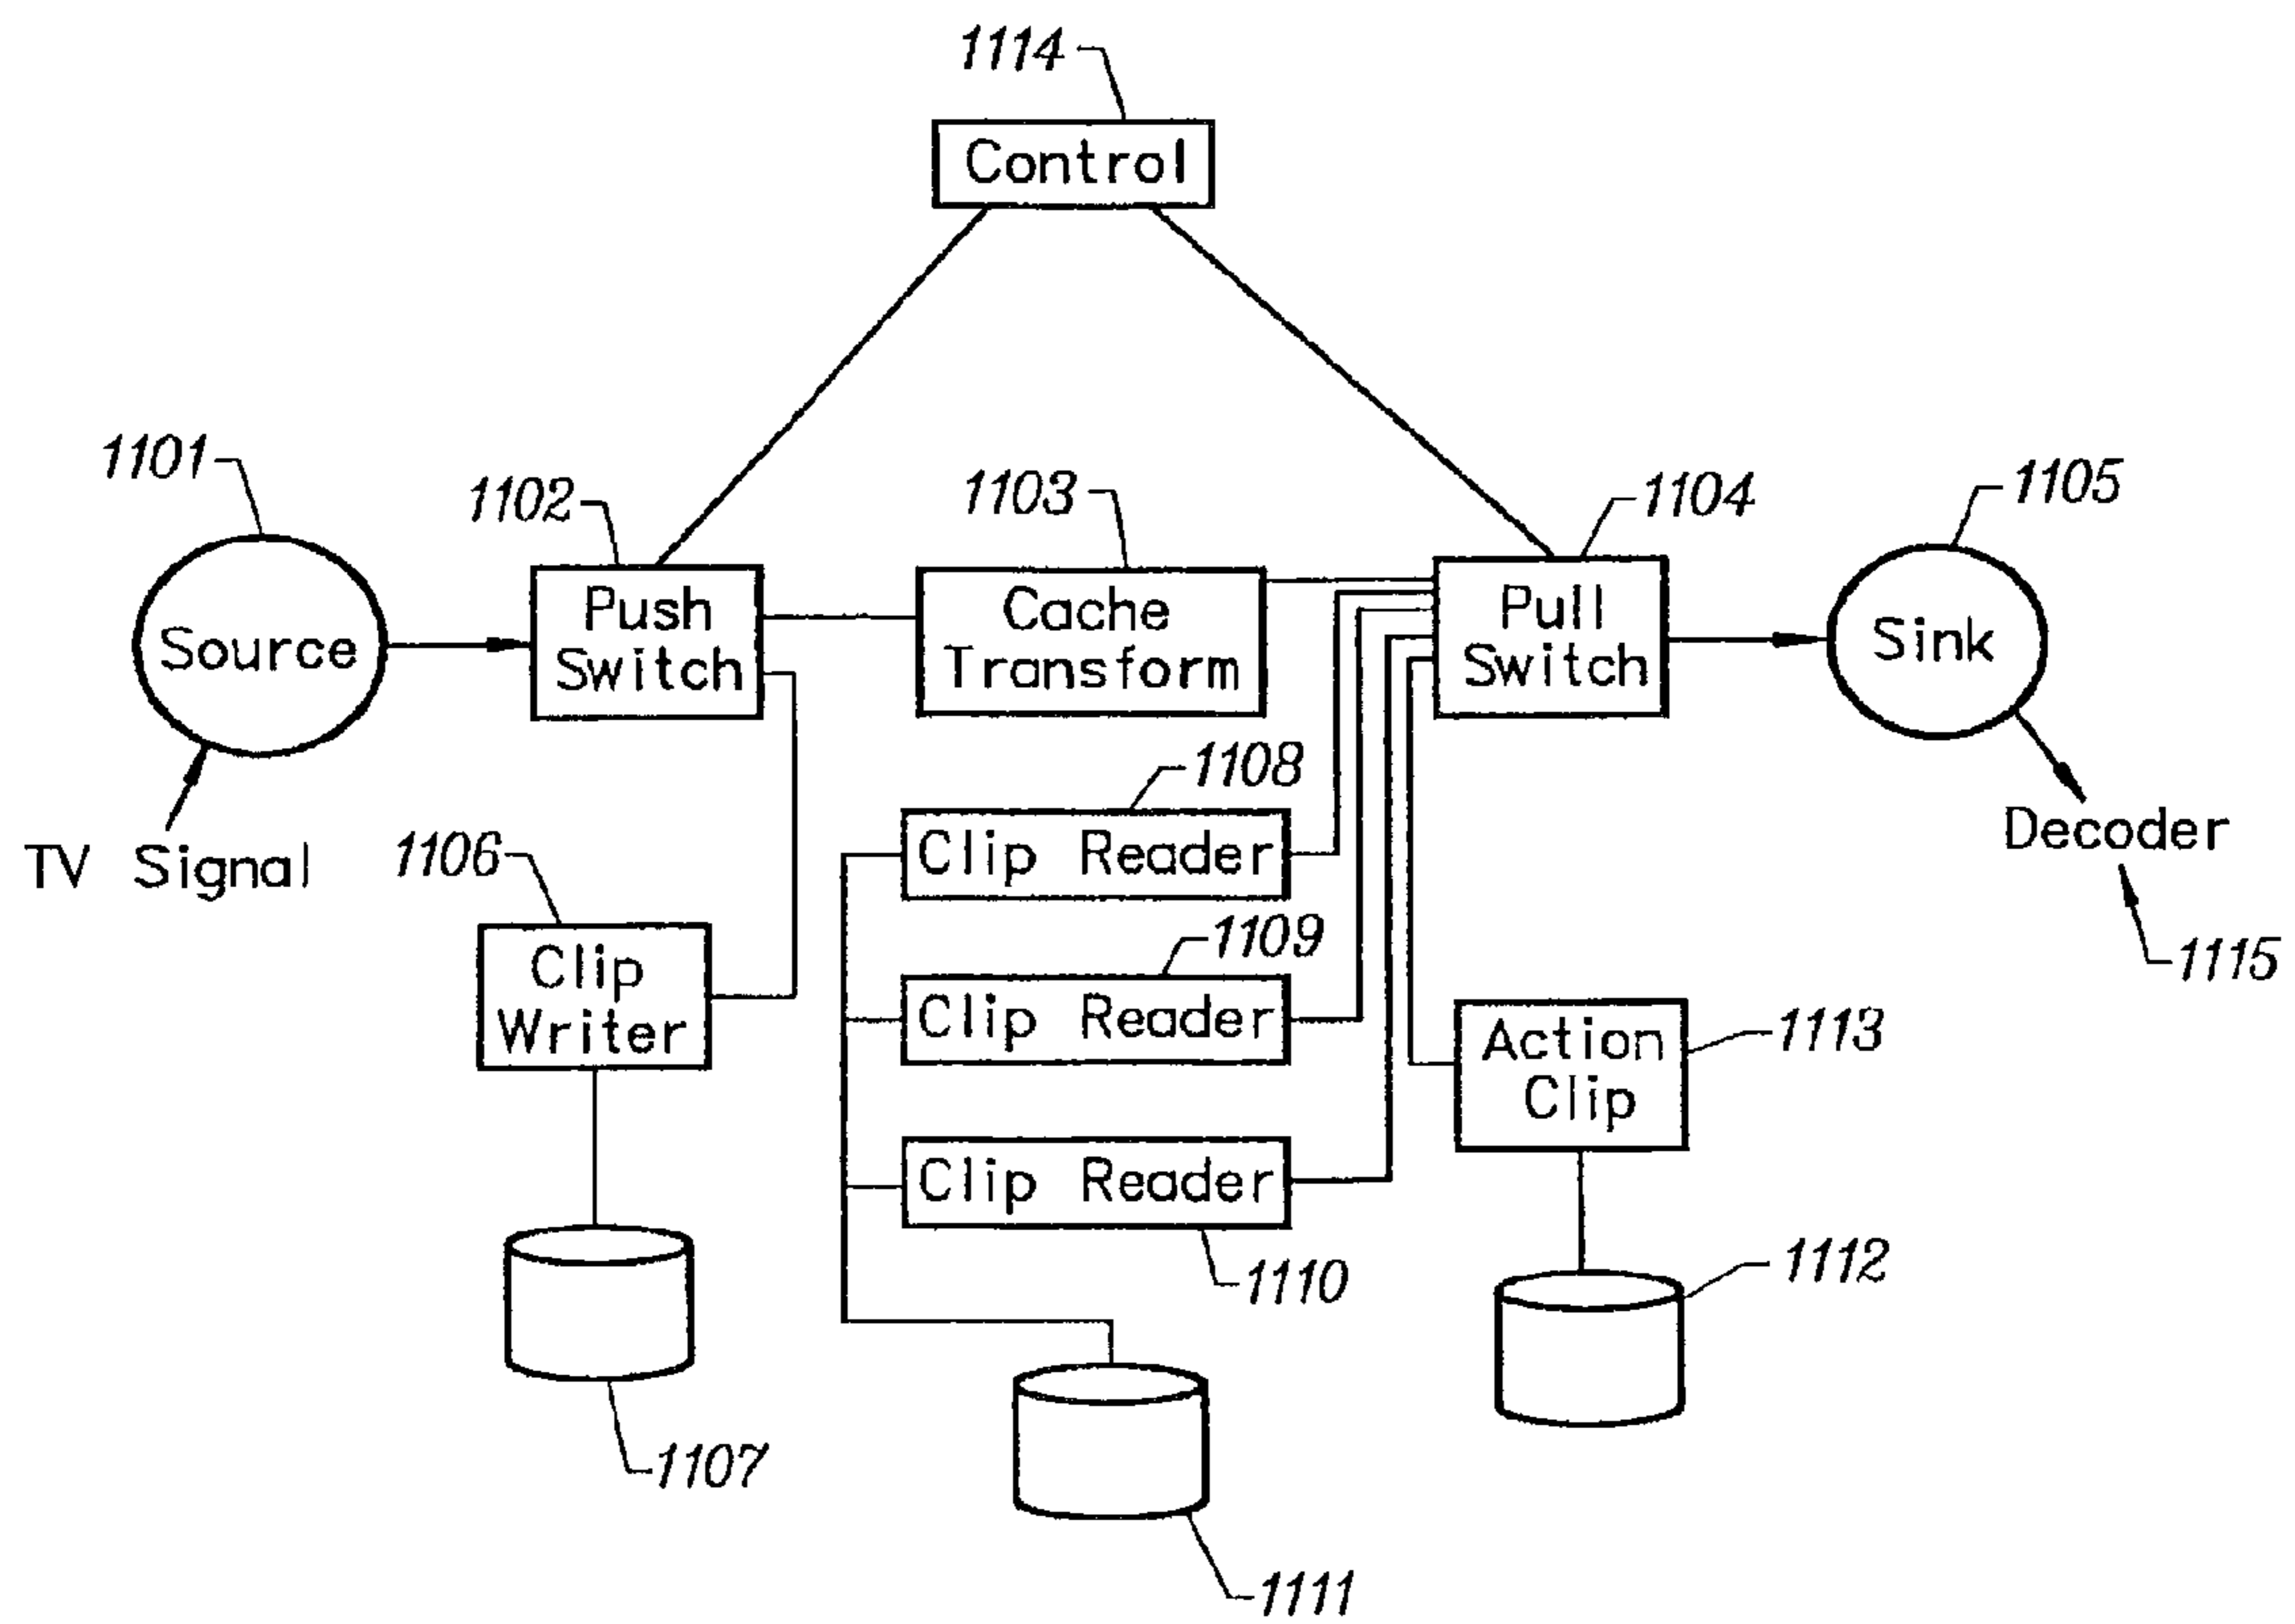 1114
Control
1101
1102
1103
1104
1105
Source
Push
Switch
Cache
Transform
Pull
Switch
Sink
TV Signal
Decoder
1115
1106
Clip
Writer
1108
Clip Reader
1109
Clip Reader
Clip Reader
1110
Action
Clip
1113
1112
1107
1111